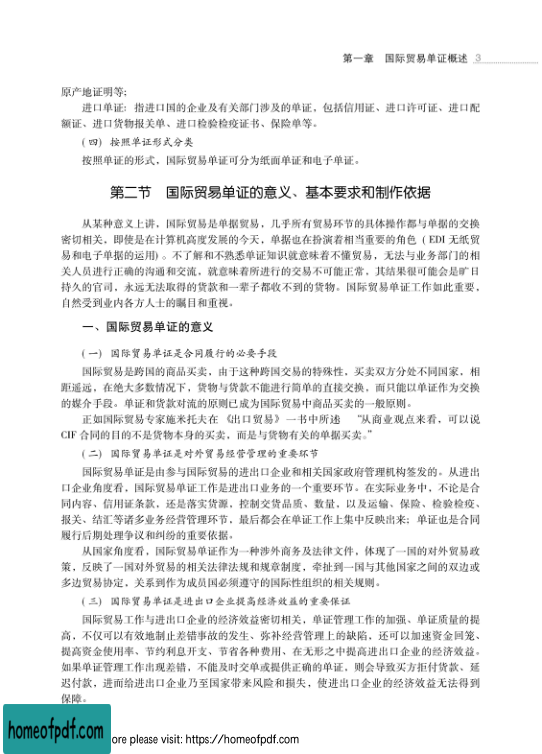 第一章 国际贸易单证概述 3
原产地证明等;
进口单证: 指进口国的企业及有关部门涉及的单证, 包括信用证、进口许可证、进口配
额证、进口货物报关单、进口检验检疫证书、保险单等。
(四) 按照单证形式分类
按照单证的形式, 国际贸易单证可分为纸面单证和电子单证。
第二节 国际贸易单证的意义、基本要求和制作依据
从某种意义上讲, 国际贸易是单据贸易, 几乎所有贸易环节的具体操作都与单据的交换
密切相关, 即使是在计算机高度发展的今天, 单据也在扮演着相当重要的角色 (EDI 无纸贸
易和电子单据的运用)。不了解和不熟悉单证知识就意味着不懂贸易, 无法与业务部门的相
关人员进行正确的沟通和交流, 就意味着所进行的交易不可能正常, 其结果很可能会是旷日
持久的官司, 永远无法取得的货款和一辈子都收不到的货物。国际贸易单证工作如此重要,
自然受到业内各方人士的瞩目和重视。
一、国际贸易单证的意义
(一) 国际贸易单证是合同履行的必要手段
国际贸易是跨国的商品买卖, 由于这种跨国交易的特殊性, 买卖双方分处不同国家, 相
距遥远, 在绝大多数情况下, 货物与货款不能进行简单的直接交换, 而只能以单证作为交换
的媒介手段。单证和货款对流的原则已成为国际贸易中商品买卖的一般原则。
正如国际贸易专家施米托夫在《出口贸易》一书中所述 “从商业观点来看, 可以说
CIF 合同的目的不是货物本身的买卖, 而是与货物有关的单据买卖。”
(二) 国际贸易单证是对外贸易经营管理的重要环节
国际贸易单证是由参与国际贸易的进出口企业和相关国家政府管理机构签发的。从进出
口企业角度看, 国际贸易单证工作是进出口业务的一个重要环节。在实际业务中, 不论是合
同内容、信用证条款, 还是落实货源, 控制交货品质、数量, 以及运输、保险、检验检疫、
报关、结汇等诸多业务经营管理环节, 最后都会在单证工作上集中反映出来; 单证也是合同
履行后期处理争议和纠纷的重要依据。
从国家角度看, 国际贸易单证作为一种涉外商务及法律文件, 体现了一国的对外贸易政
策, 反映了一国对外贸易的相关法律法规和规章制度, 牵扯到一国与其他国家之间的双边或
多边贸易协定, 关系到作为成员国必须遵守的国际性组织的相关规则。
(三) 国际贸易单证是进出口企业提高经济效益的重要保证
国际贸易工作与进出口企业的经济效益密切相关, 单证管理工作的加强、单证质量的提
高, 不仅可以有效地制止差错事故的发生、弥补经营管理上的缺陷, 还可以加速资金回笼、
提高资金使用率、节约利息开支, 节省各种费用、在无形之中提高进出口企业的经济效益。
如果单证管理工作出现差错, 不能及时交单或提供正确的单证, 则会导致买方拒付货款、延
迟付款, 进而给进出口企业乃至国家带来风险和损失, 使进出口企业的经济效益无法得到
保障。
homeofpdf.com
ore please visit: https://homeofpdf.com